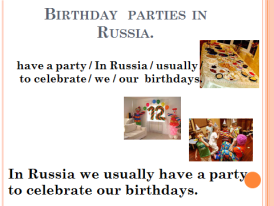 BIRTHDAY PARTIES IN
RUSSIA.
have a party / In Russia / usually
to celebrate / we / our birthdays.
12
In Russia we usually have a party
to celebrate our birthdays.